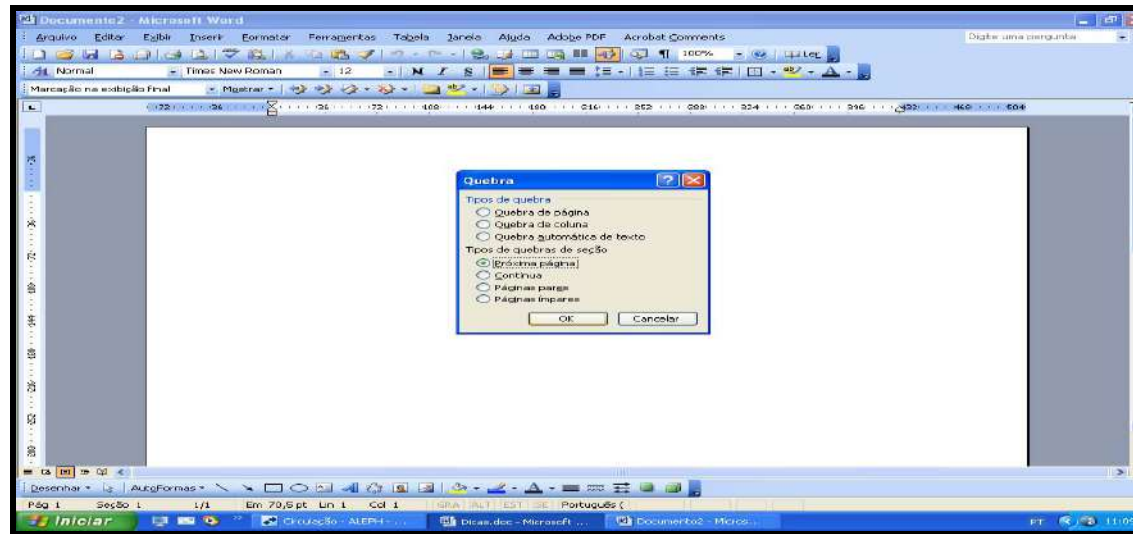 Documento2 - Microsoft Word
Arquivo Editar Exibir Inserir Formatar Ferramentas Tabela Janela Ajuda Adobe PDF Acrobat Comments Digite uma pergunta
100% Ler
Normal Times New Roman 12 N I S
Marcação na exibição Final Mostrar
Quebra
Tipos de quebra
Quebra de página
Quebra de coluna
Quebra automática de texto
Tipos de quebras de seção
Próxima página
Contínua
Páginas pares
Páginas ímpares
OK Cancelar
Desenhar AutoFormas
Pág 1 Seção 1 1/1 Em 70,5pt Lin 1 Col 1 GRA ALT EST SE Português (
Iniciar Circulação - ALEPH - ... Dicas.doc - Microsoft ... Documento2 - Micros... PT 11:09